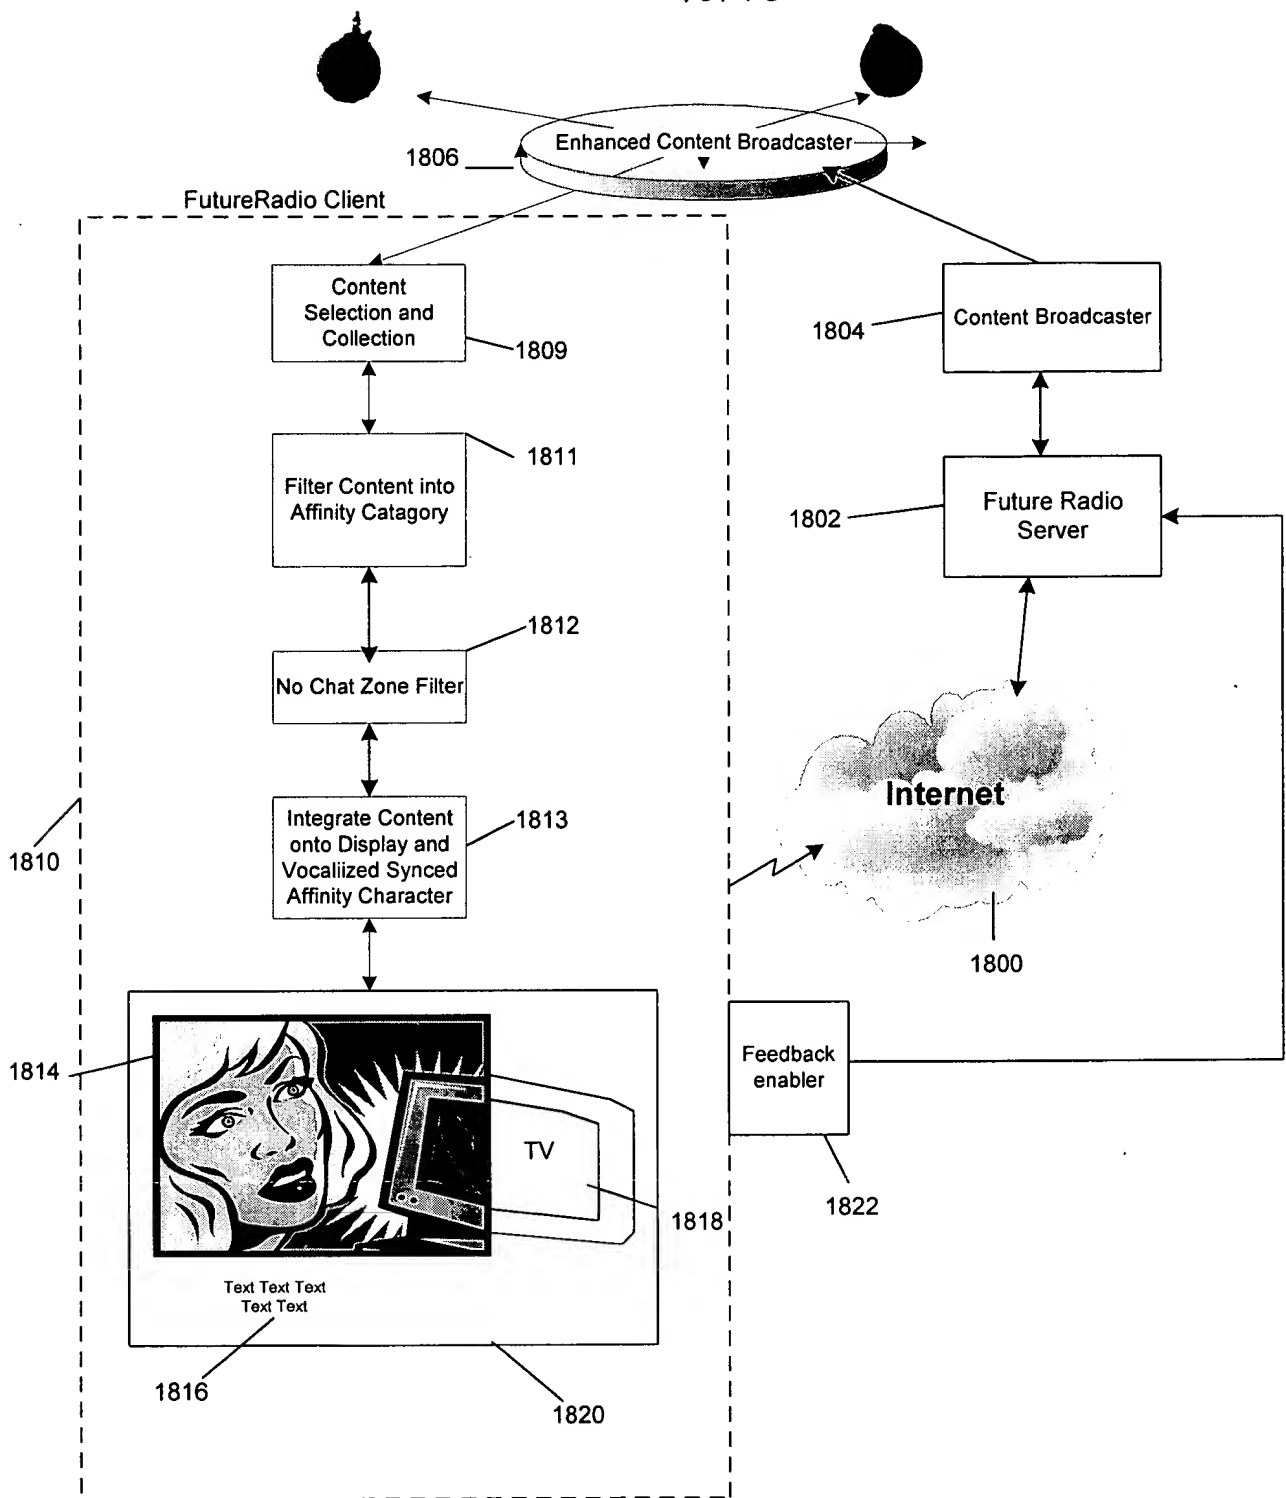 Enhanced Content Broadcaster
1806
FutureRadio Client
Content
Selection and
Collection
1809
1804
Content Broadcaster
1811
Filter Content into
Affinity Catagory
1802
Future Radio
Server
1812
No Chat Zone Filter
Internet
1810
Integrate Content
onto Display and
Vocaliized Synced
Affinity Character
1813
1800
1814
TV
Feedback
enabler
1818
1822
Text Text Text
Text Text
1816
1820